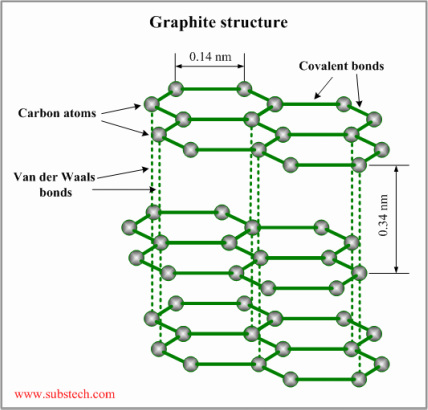 Graphite structure
0.14 nm
Covalent bonds
Carbon atoms
Van der Waals
bonds
0.34 nm
www.substech.com